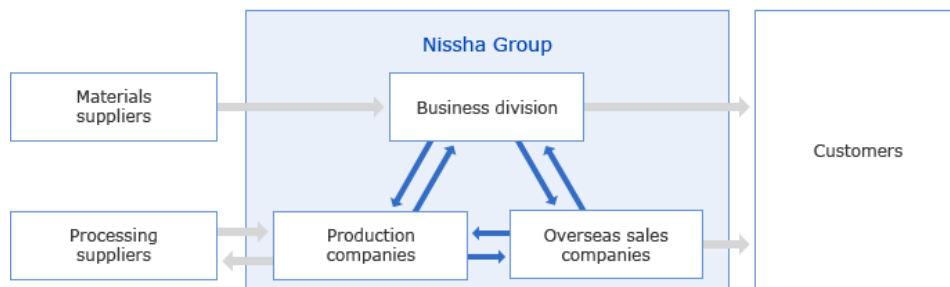 Nissha Group
Materials
suppliers
Business division
Customers
Processing
suppliers
Production
companies
Overseas sales
companies